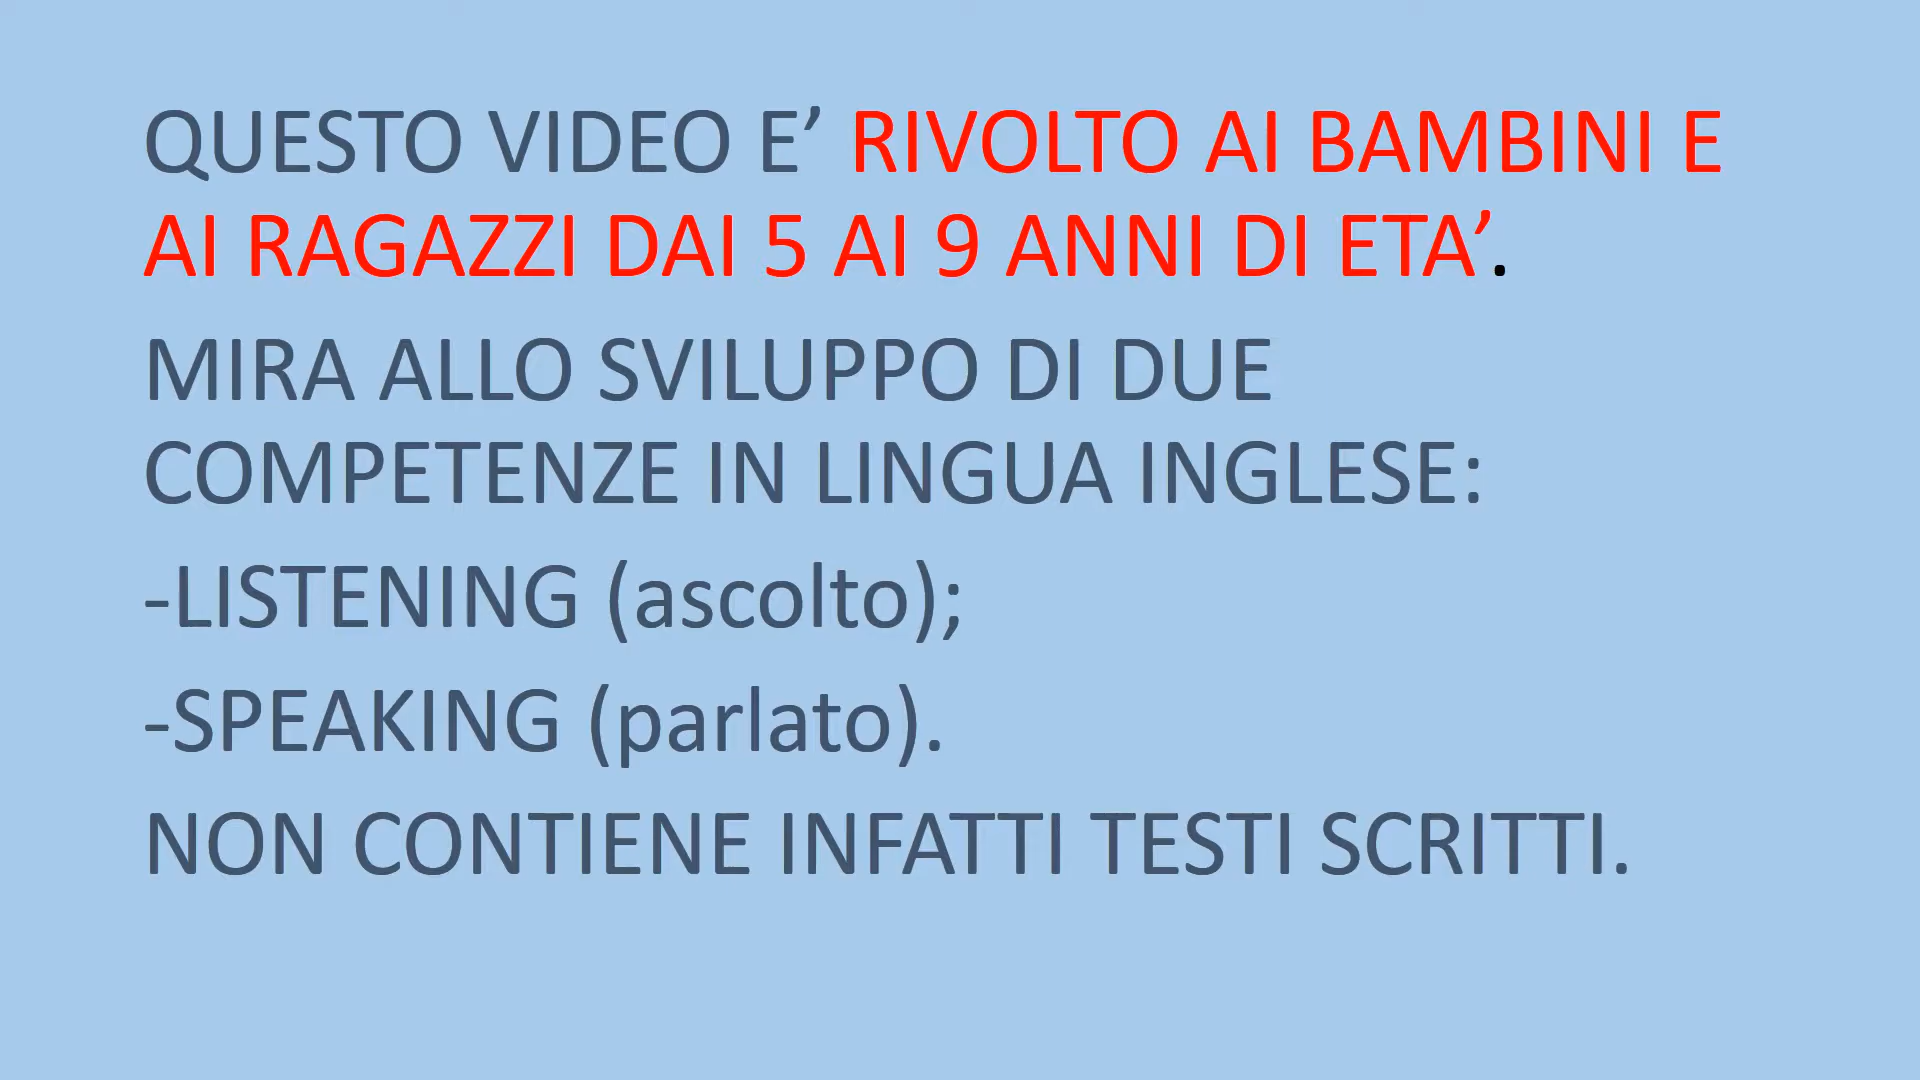 QUESTO VIDEO E’ RIVOLTO AI BAMBINI E
AI RAGAZZI DAI 5 AI 9 ANNI DI ETA’.
MIRA ALLO SVILUPPO DI DUE
COMPETENZE IN LINGUA INGLESE:
-LISTENING (ascolto);
-SPEAKING (parlato).
NON CONTIENE INFATTI TESTI SCRITTI.